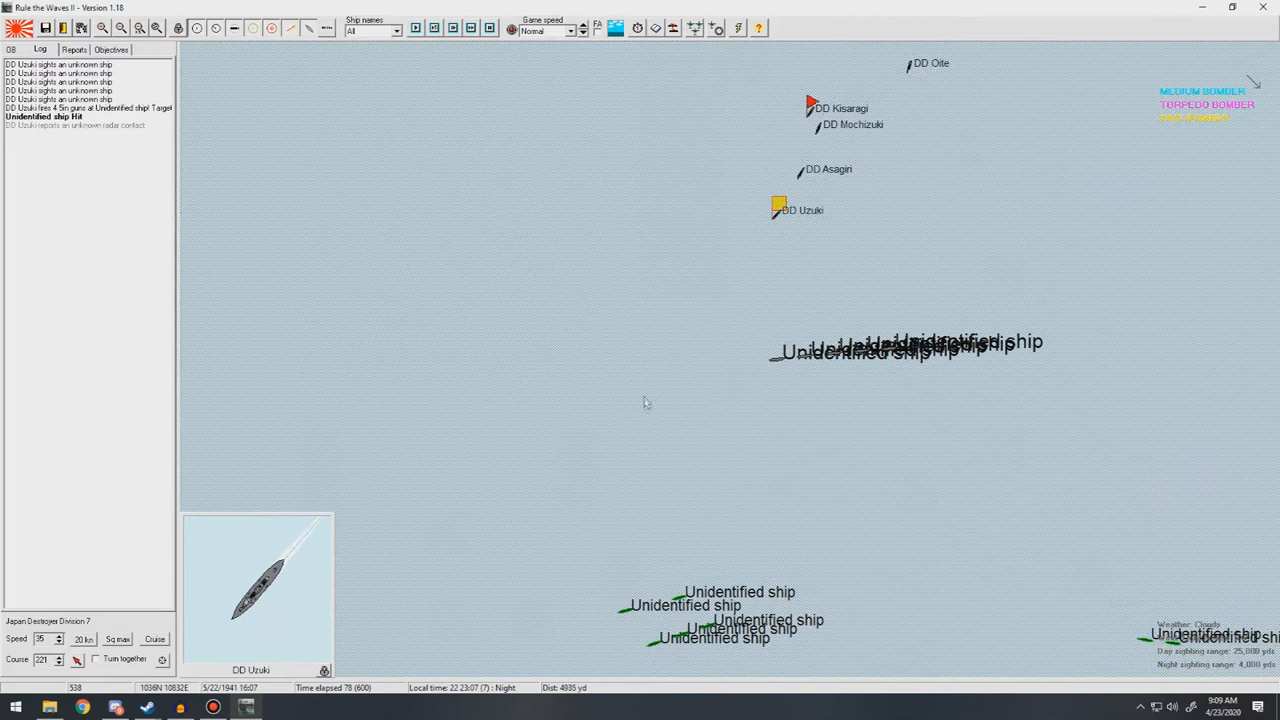 Rule the Waves II - Version 1.18
Ship names
All
Game speed
Normal
FA
OB Log Reports Objectives
DD Uzuki sights an unknown ship
DD Uzuki sights an unknown ship
DD Uzuki sights an unknown ship
DD Uzuki sights an unknown ship
DD Uzuki sights an unknown ship
DD Uzuki fires 4 5in guns at Unidentified ship! Target
Unidentified ship Hit
DD Uzuki reports an unknown radar contact
DD Oite
DD Kisaragi
DD Mochizuki
DD Asagiri
DD Uzuki
MEDIUM BOMBER
TORPEDO BOMBER
Unidentified ship
Unidentified ship
Unidentified ship
Unidentified ship
Unidentified ship
Unidentified ship
Unidentified ship
Unidentified ship
Weather: Cloudy
Day sighting range: 25,000 yds
Night sighting range: 4,000 yds
DD Uzuki
Japan Destroyer Division 7
Speed 35 20 kn Sq max Cruise
Course 221 Turn together
538 1036N 10832E 5/22/1941 16:07 Time elapsed 78 (600) Local time: 22 23:07 (7) : Night Dist: 4935 yd
9:09 AM
4/23/2020